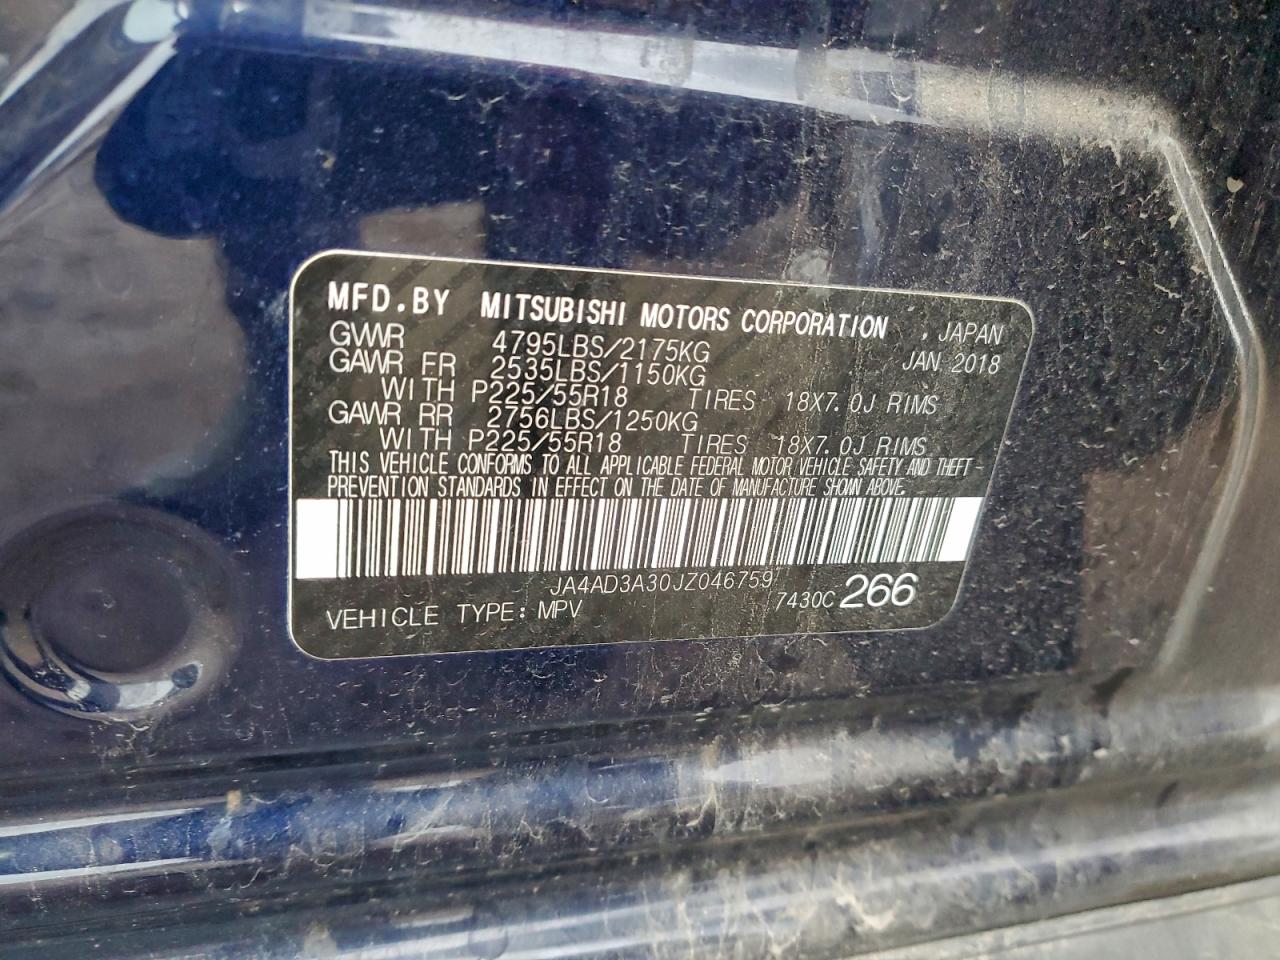 MFD.BY MITSUBISHI MOTORS CORPORATION , JAPAN
GWWR 4795LBS/2175KG JAN 2018
GAWR FR 2535LBS/1150KG
WITH P225/55R18 TIRES 18X7.0J RIMS
GAWR RR 2756LBS/1250KG
WITH P225/55R18 TIRES 18X7.0J RIMS
THIS VEHICLE CONFORMS TO ALL APPLICABLE FEDERAL MOTOR VEHICLE SAFETY AND THEFT-
PREVENTION STANDARDS IN EFFECT ON THE DATE OF MANUFACTURE SHOWN ABOVE.
JA4AD3A30JZ046759
VEHICLE TYPE: MPV 7430C 266